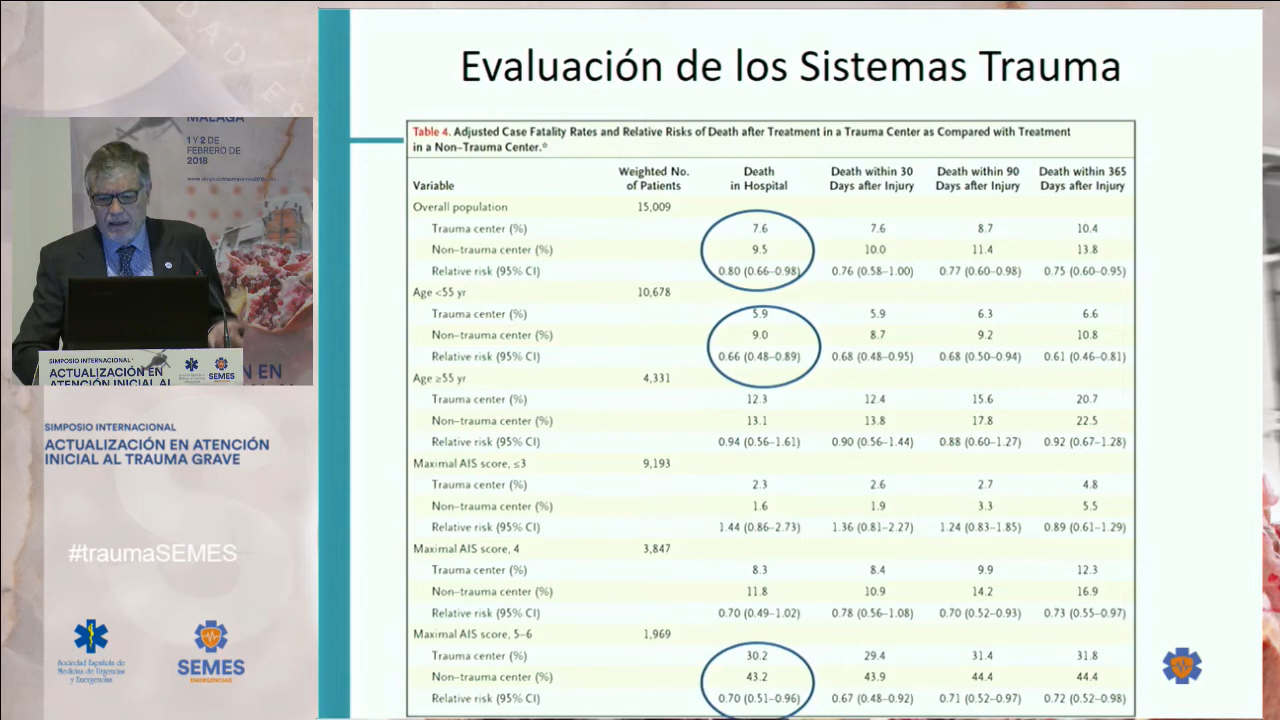 Evaluación de los Sistemas Trauma
MÁLAGA
1 Y 2 DE
FEBRERO DE
2018
SIMPOSIO INTERNACIONAL
ACTUALIZACIÓN EN
ATENCIÓN INICIAL AL
SEMES
EN
SIMPOSIO INTERNACIONAL
ACTUALIZACIÓN EN ATENCIÓN
INICIAL AL TRAUMA GRAVE
#traumaSEMES
Sociedad Española de
Medicina de Urgencias
y Emergencias
SEMES
EMERGENCIAS
Table 4. Adjusted Case Fatality Rates and Relative Risks of Death after Treatment in a Trauma Center as Compared with Treatment
in a Non–Trauma Center.*
Variable Weighted No. of Patients Death in Hospital Death within 30 Days after Injury Death within 90 Days after Injury Death within 365 Days after Injury
Overall population 15,009
Trauma center (%) 7.6 7.6 8.7 10.4
Non–trauma center (%) 9.5 10.0 11.4 13.8
Relative risk (95% CI) 0.80 (0.66–0.98) 0.76 (0.58–1.00) 0.77 (0.60–0.98) 0.75 (0.60–0.95)
Age <55 yr 10,678
Trauma center (%) 5.9 5.9 6.3 6.6
Non–trauma center (%) 9.0 8.7 9.2 10.8
Relative risk (95% CI) 0.66 (0.48–0.89) 0.68 (0.48–0.95) 0.68 (0.50–0.94) 0.61 (0.46–0.81)
Age ≥55 yr 4,331
Trauma center (%) 12.3 12.4 15.6 20.7
Non–trauma center (%) 13.1 13.8 17.8 22.5
Relative risk (95% CI) 0.94 (0.56–1.61) 0.90 (0.56–1.44) 0.88 (0.60–1.27) 0.92 (0.67–1.28)
Maximal AIS score, ≤3 9,193
Trauma center (%) 2.3 2.6 2.7 4.8
Non–trauma center (%) 1.6 1.9 3.3 5.5
Relative risk (95% CI) 1.44 (0.86–2.73) 1.36 (0.81–2.27) 1.24 (0.83–1.85) 0.89 (0.61–1.29)
Maximal AIS score, 4 3,847
Trauma center (%) 8.3 8.4 9.9 12.3
Non–trauma center (%) 11.8 10.9 14.2 16.9
Relative risk (95% CI) 0.70 (0.49–1.02) 0.78 (0.56–1.08) 0.70 (0.52–0.93) 0.73 (0.55–0.97)
Maximal AIS score, 5–6 1,969
Trauma center (%) 30.2 29.4 31.4 31.8
Non–trauma center (%) 43.2 43.9 44.4 44.4
Relative risk (95% CI) 0.70 (0.51–0.96) 0.67 (0.48–0.92) 0.71 (0.52–0.97) 0.72 (0.52–0.98)